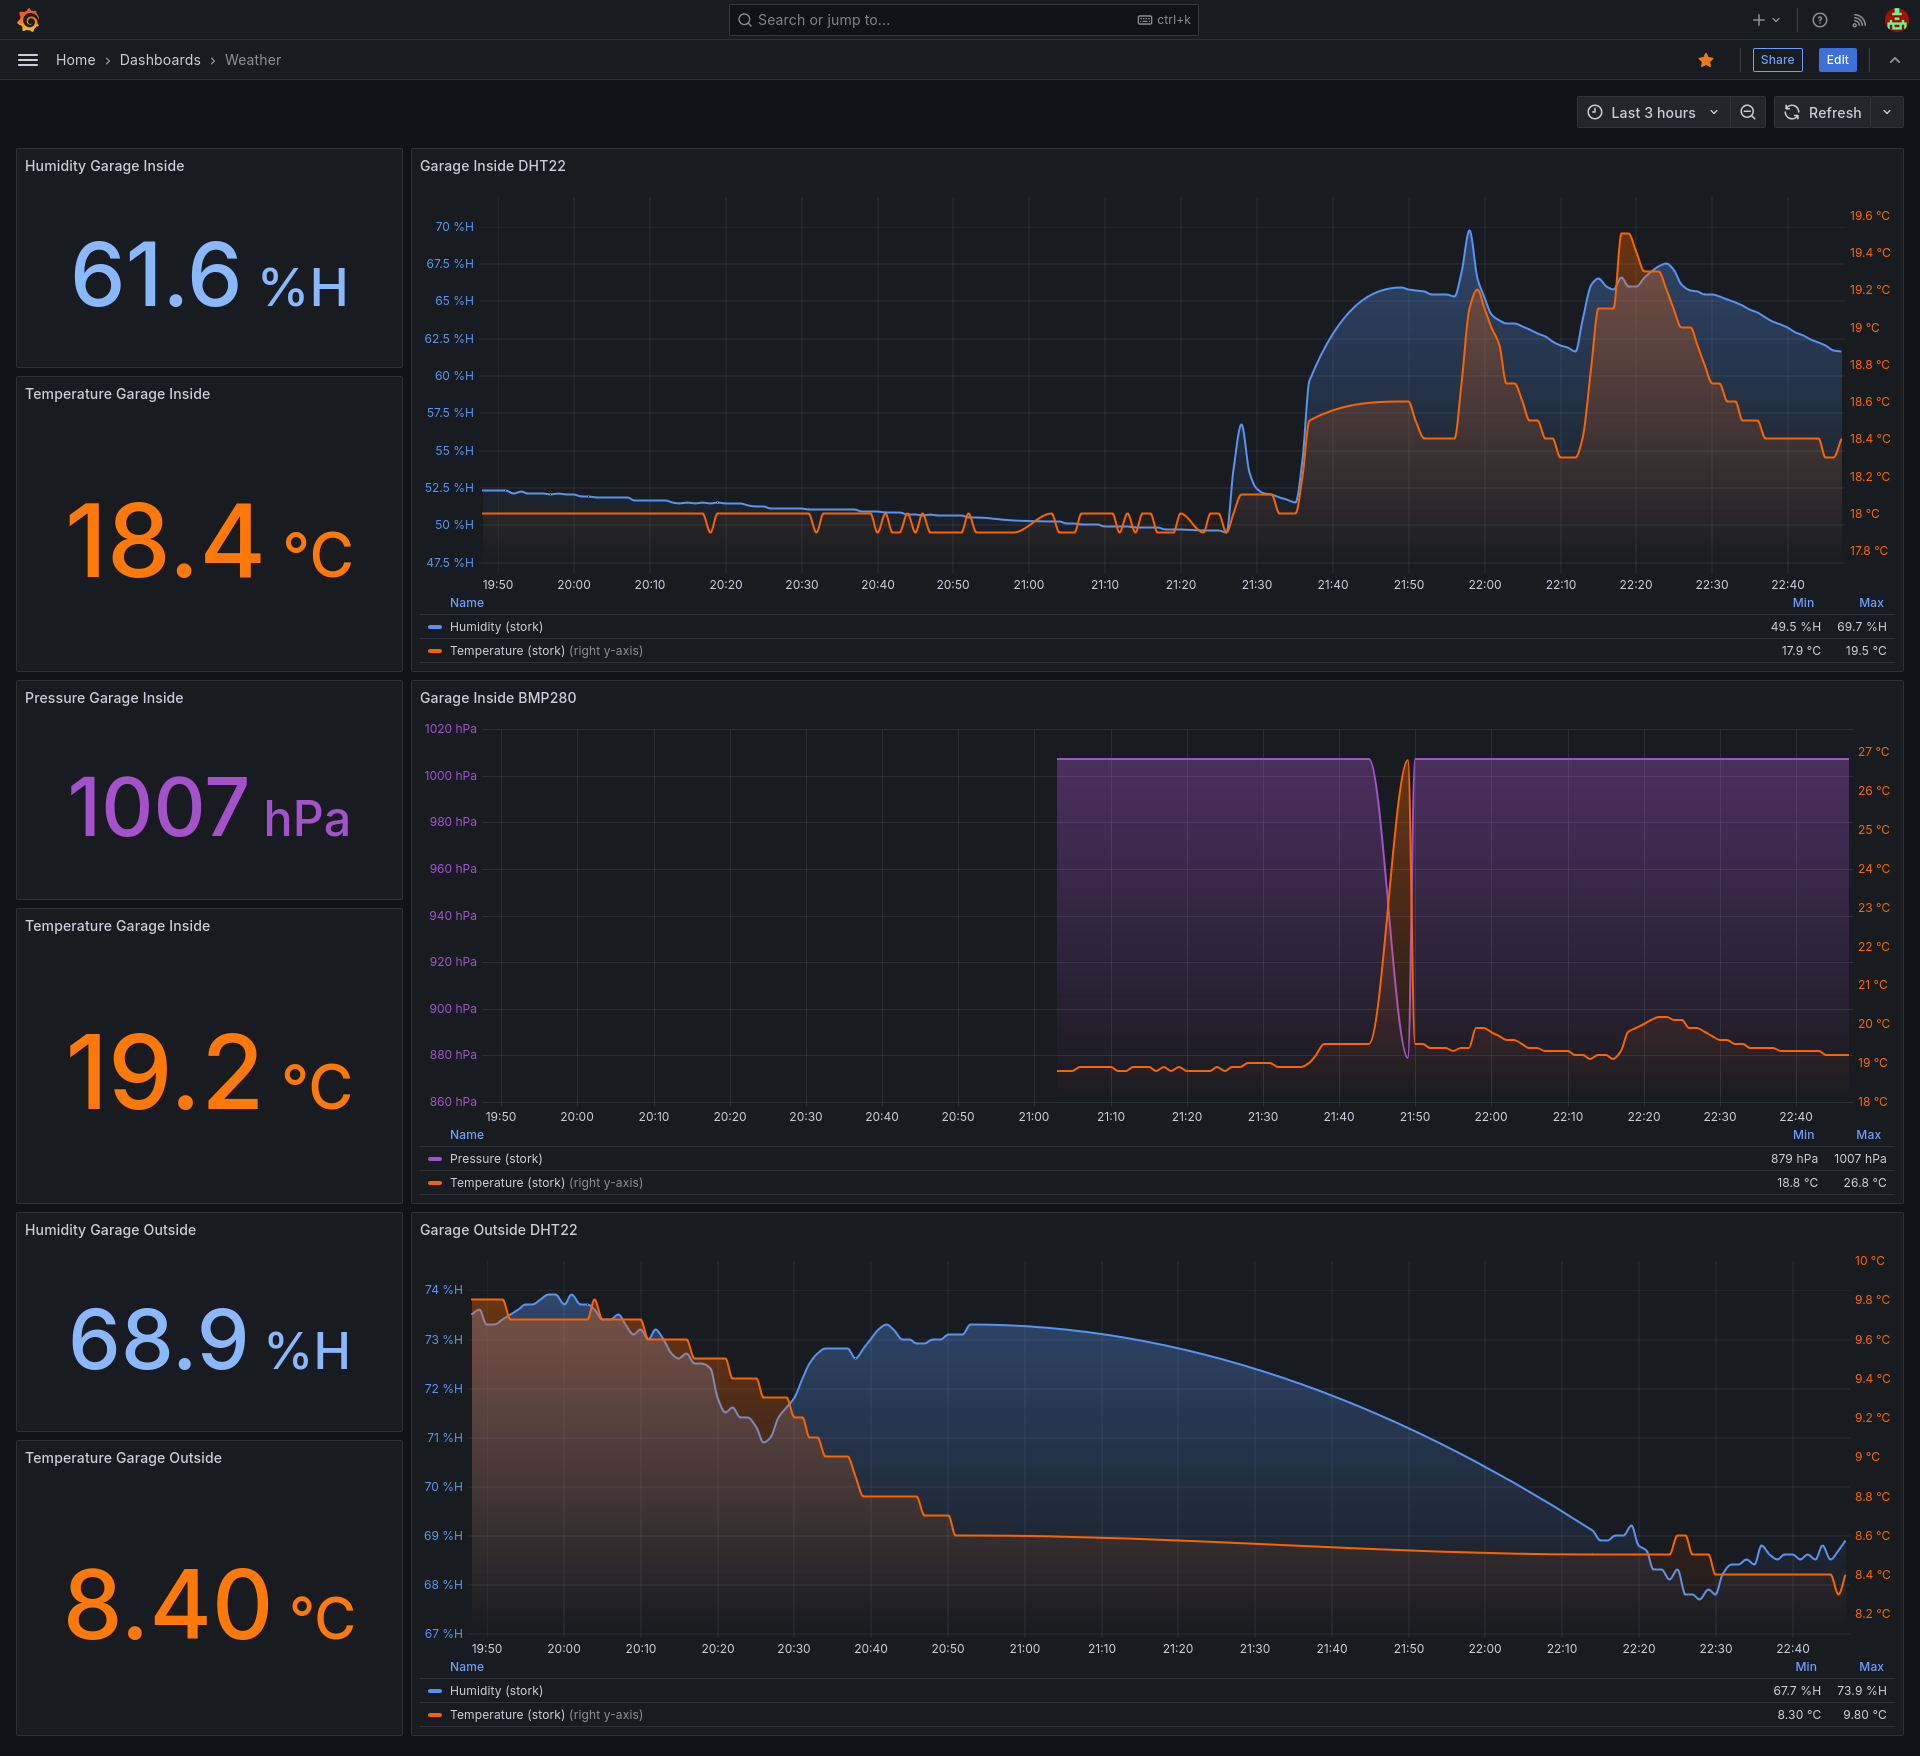 Search or jump to... ctrl+k
Home › Dashboards › Weather
Share Edit
Last 3 hours Refresh
Humidity Garage Inside
61.6 %H
Temperature Garage Inside
18.4 °C
Garage Inside DHT22
70 %H
67.5 %H
65 %H
62.5 %H
60 %H
57.5 %H
55 %H
52.5 %H
50 %H
47.5 %H
19.6 °C
19.4 °C
19.2 °C
19 °C
18.8 °C
18.6 °C
18.4 °C
18.2 °C
18 °C
17.8 °C
19:50 20:00 20:10 20:20 20:30 20:40 20:50 21:00 21:10 21:20 21:30 21:40 21:50 22:00 22:10 22:20 22:30 22:40
Name Min Max
Humidity (stork) 49.5 %H 69.7 %H
Temperature (stork) (right y-axis) 17.9 °C 19.5 °C
Pressure Garage Inside
1007 hPa
Temperature Garage Inside
19.2 °C
Garage Inside BMP280
1020 hPa
1000 hPa
980 hPa
960 hPa
940 hPa
920 hPa
900 hPa
880 hPa
860 hPa
27 °C
26 °C
25 °C
24 °C
23 °C
22 °C
21 °C
20 °C
19 °C
18 °C
19:50 20:00 20:10 20:20 20:30 20:40 20:50 21:00 21:10 21:20 21:30 21:40 21:50 22:00 22:10 22:20 22:30 22:40
Name Min Max
Pressure (stork) 879 hPa 1007 hPa
Temperature (stork) (right y-axis) 18.8 °C 26.8 °C
Humidity Garage Outside
68.9 %H
Temperature Garage Outside
8.40 °C
Garage Outside DHT22
74 %H
73 %H
72 %H
71 %H
70 %H
69 %H
68 %H
67 %H
10 °C
9.8 °C
9.6 °C
9.4 °C
9.2 °C
9 °C
8.8 °C
8.6 °C
8.4 °C
8.2 °C
19:50 20:00 20:10 20:20 20:30 20:40 20:50 21:00 21:10 21:20 21:30 21:40 21:50 22:00 22:10 22:20 22:30 22:40
Name Min Max
Humidity (stork) 67.7 %H 73.9 %H
Temperature (stork) (right y-axis) 8.30 °C 9.80 °C